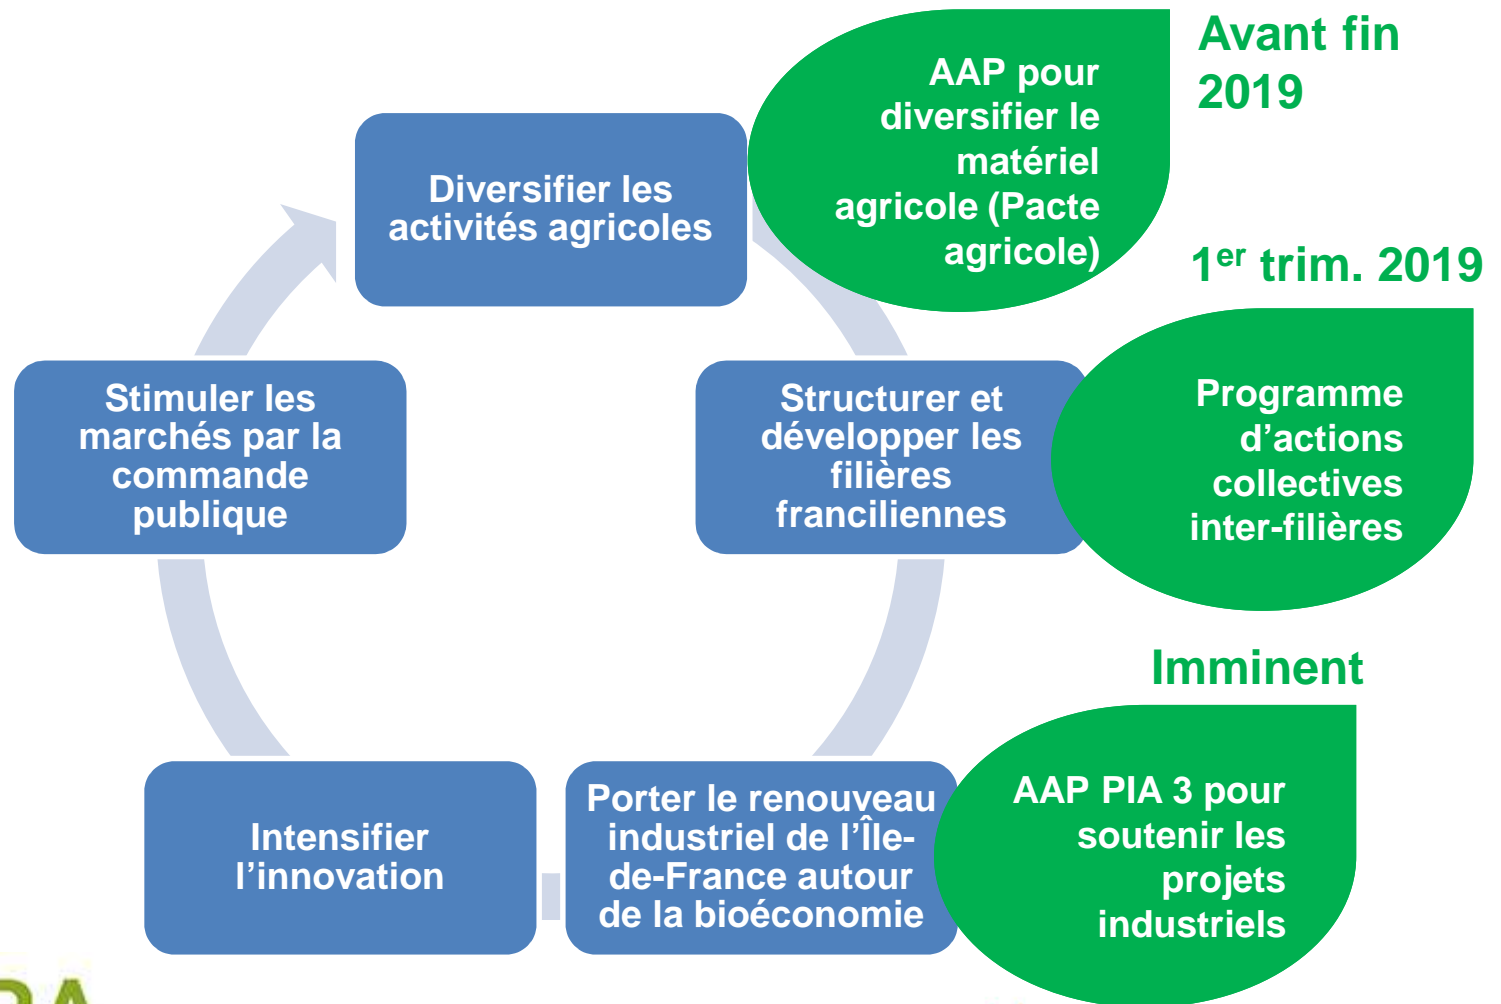 Avant fin
2019
AAP pour
diversifier le
matériel
agricole (Pacte
agricole)
Diversifier les
activités agricoles
1er trim. 2019
Stimuler les
marchés par la
commande
publique
Structurer et
développer les
filières
franciliennes
Programme
d’actions
collectives
inter-filières
Imminent
Intensifier
l’innovation
Porter le renouveau
industriel de l’Île-
de-France autour
de la bioéconomie
AAP PIA 3 pour
soutenir les
projets
industriels